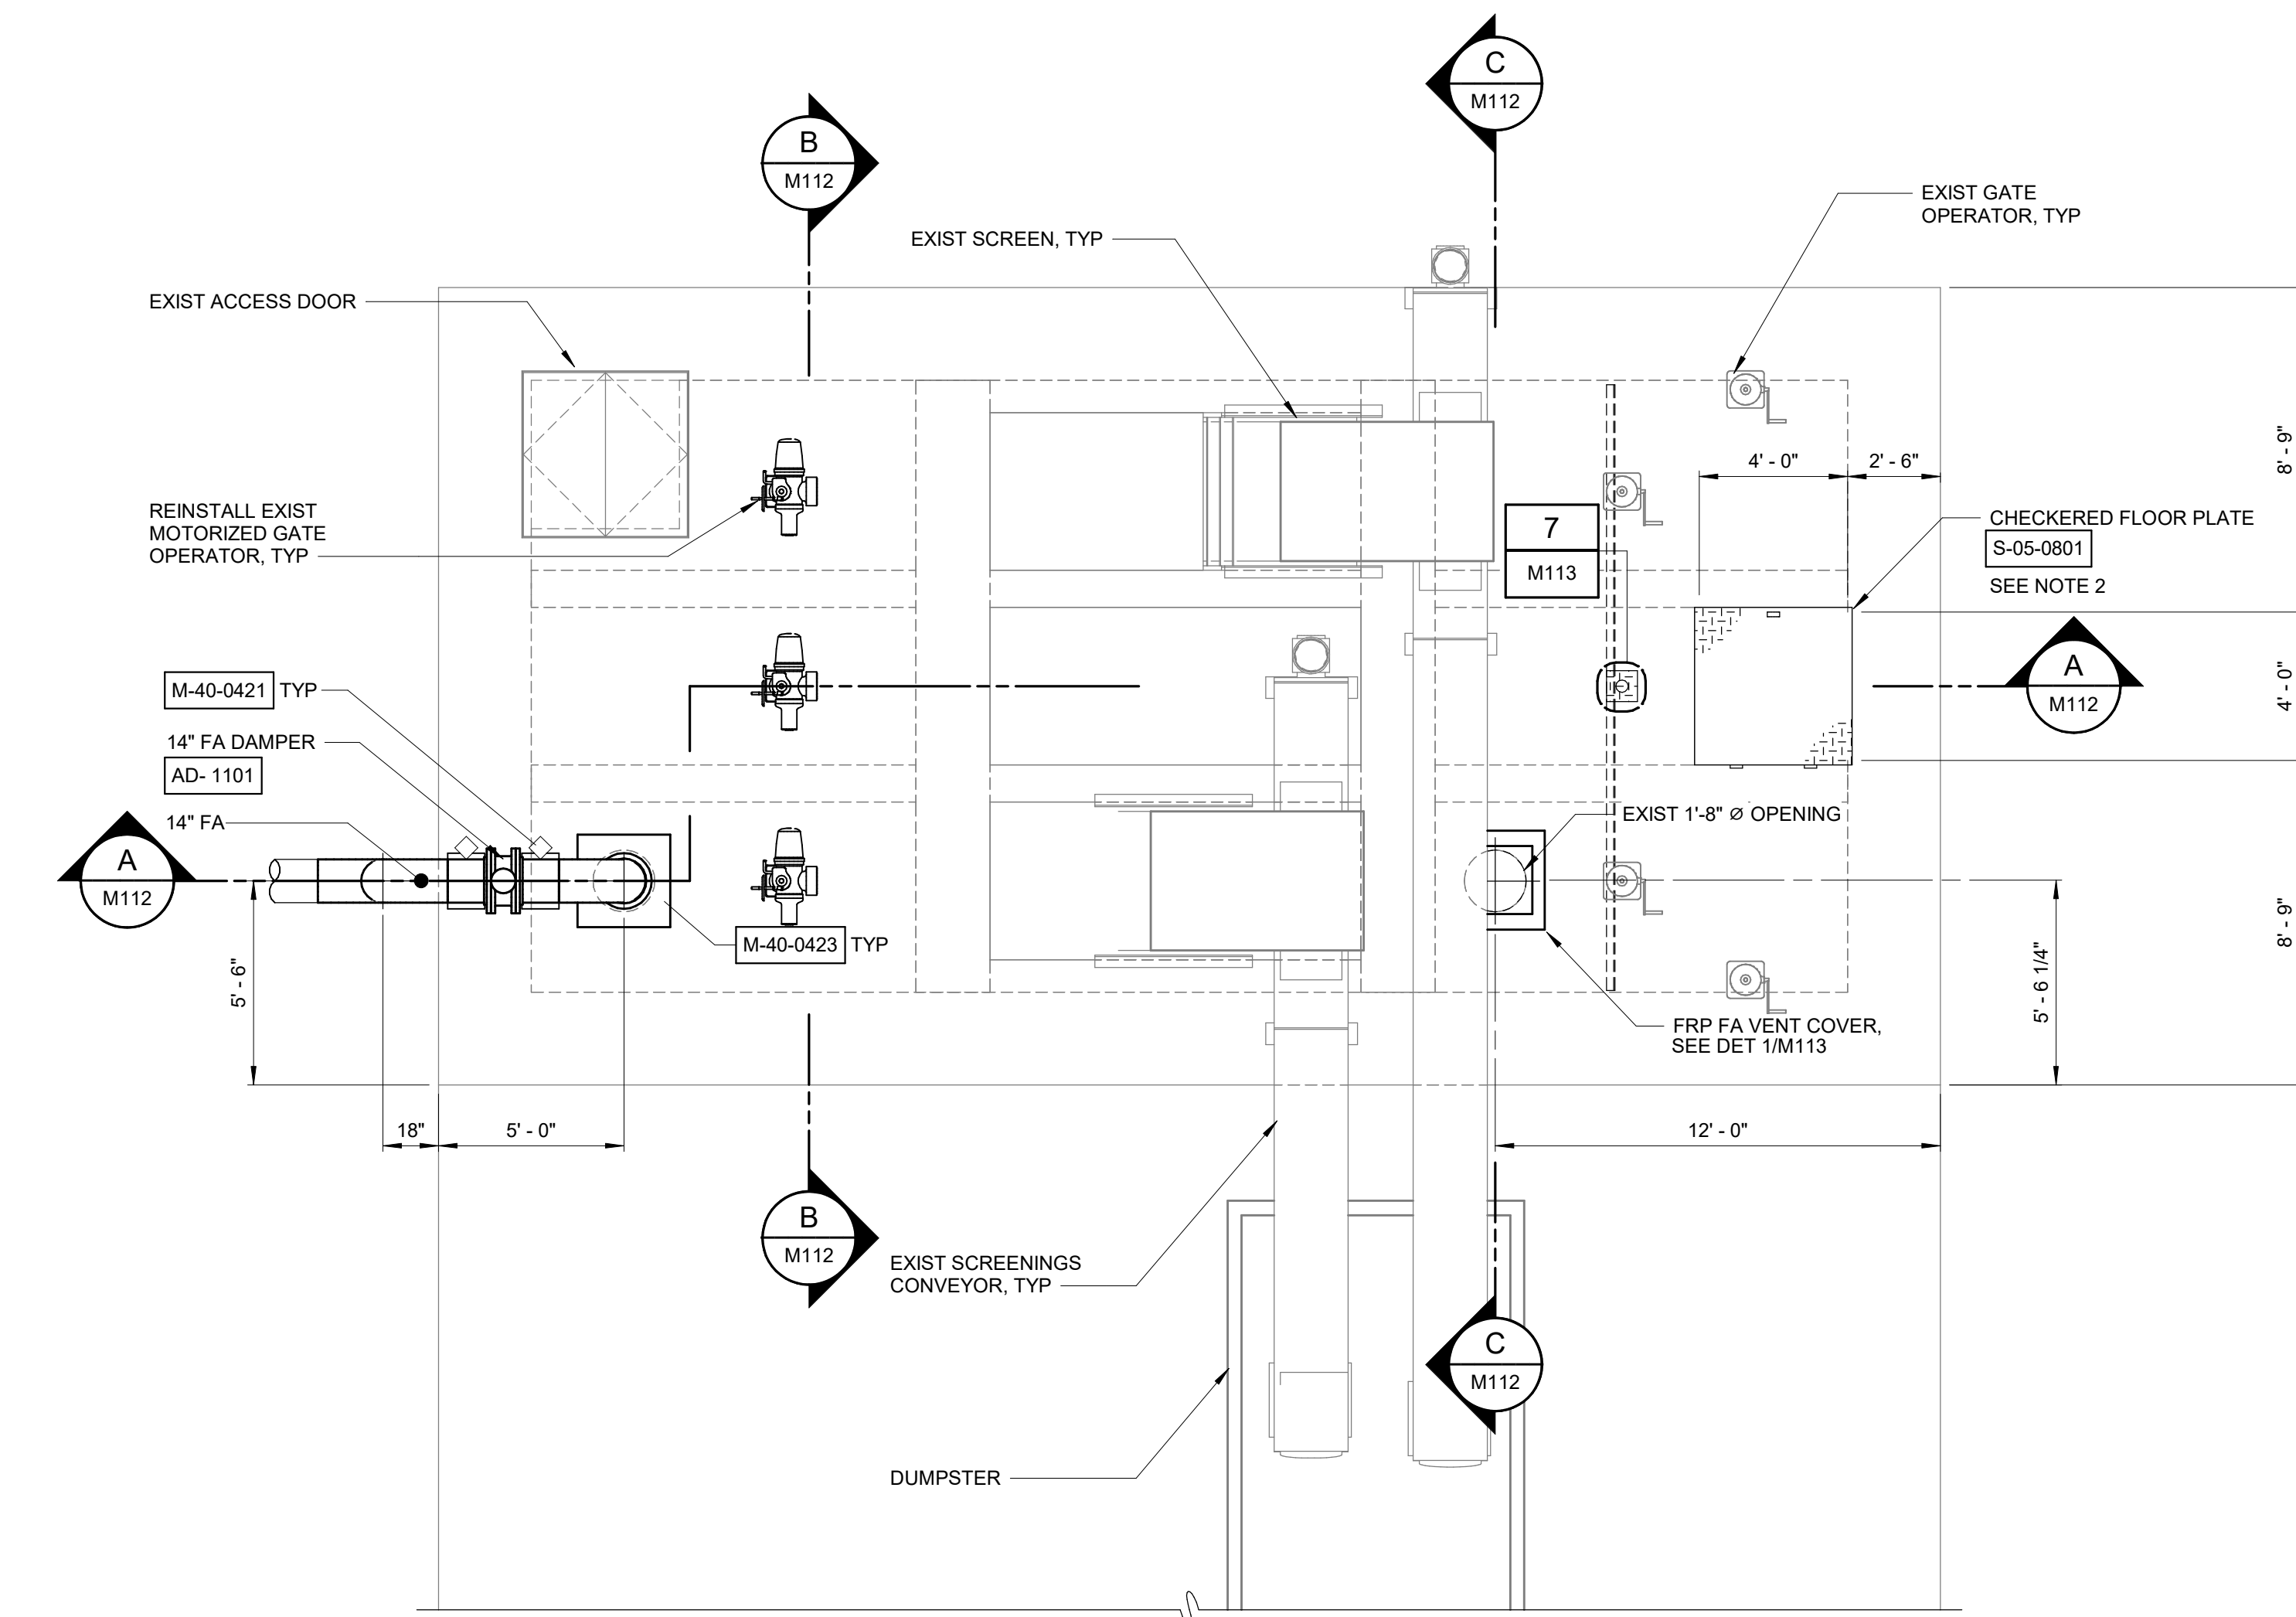 C
M112
B
M112
EXIST GATE
OPERATOR, TYP
EXIST SCREEN, TYP
EXIST ACCESS DOOR
8' - 9"
4' - 0"
2' - 6"
REINSTALL EXIST
MOTORIZED GATE
OPERATOR, TYP
7
M113
CHECKERED FLOOR PLATE
S-05-0801
SEE NOTE 2
A
M112
4' - 0"
M-40-0421 TYP
14" FA DAMPER
AD- 1101
14" FA
EXIST 1'-8" Ø OPENING
A
M112
M-40-0423 TYP
8' - 9"
5' - 6"
5' - 6 1/4"
FRP FA VENT COVER,
SEE DET 1/M113
18"
5' - 0"
12' - 0"
B
M112
EXIST SCREENINGS
CONVEYOR, TYP
C
M112
DUMPSTER